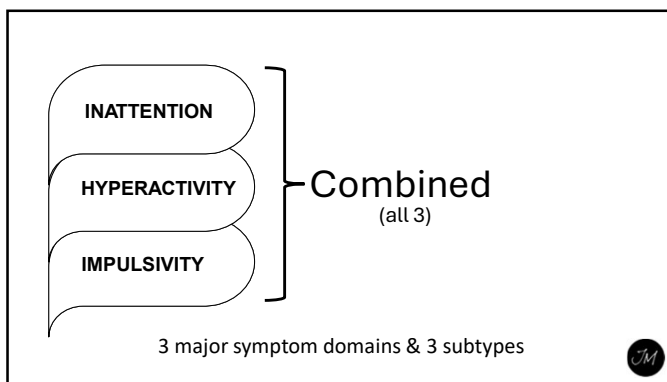 INATTENTION
HYPERACTIVITY
IMPULSIVITY
Combined
(all 3)
3 major symptom domains & 3 subtypes
JM